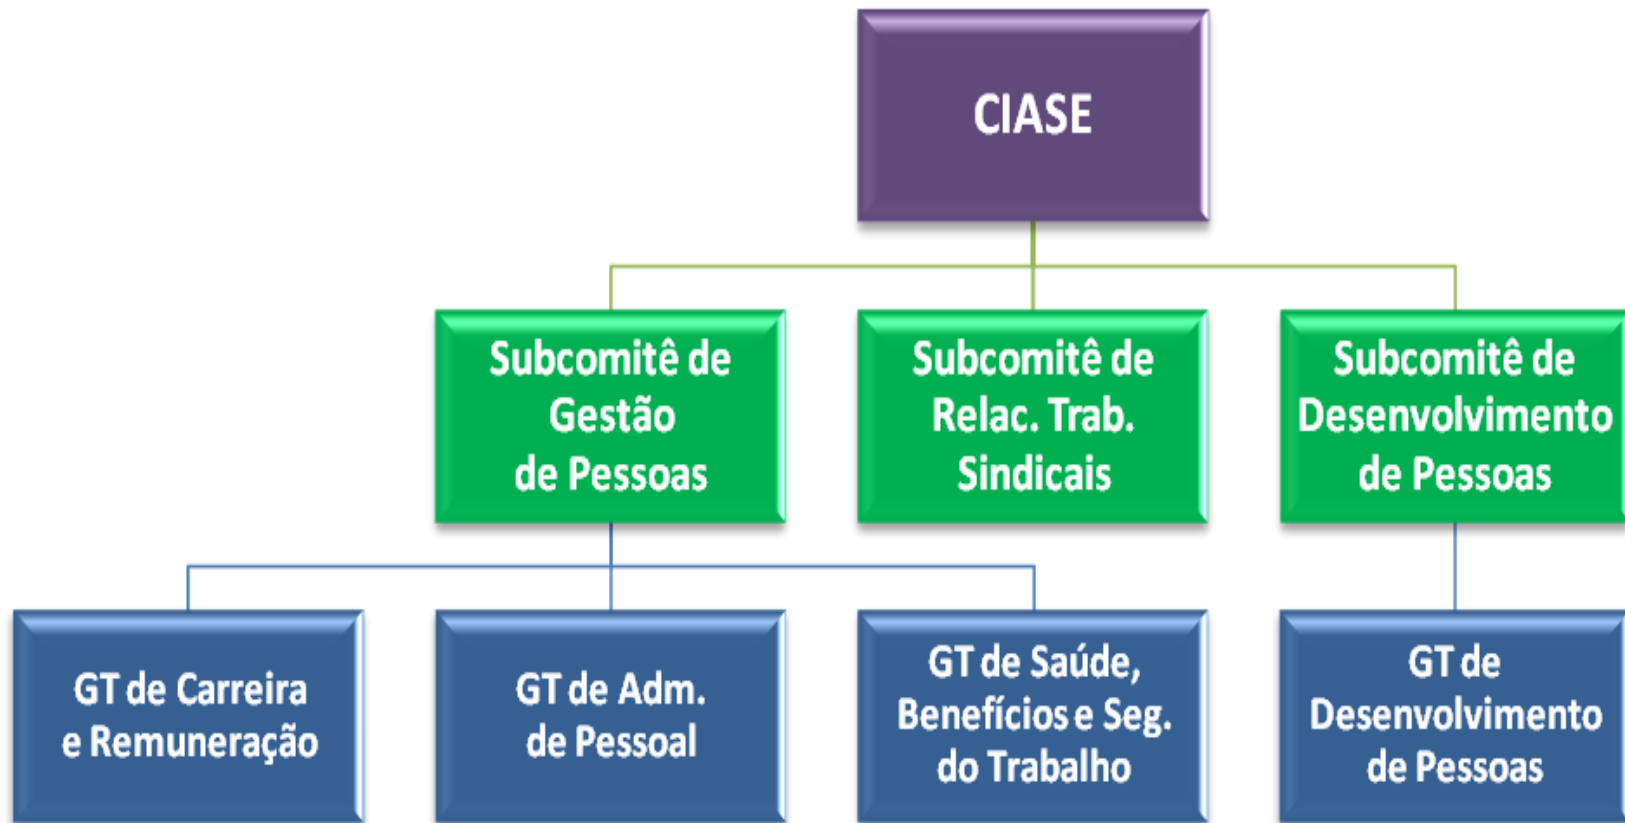 CIASE
Subcomitê de
Gestão
de Pessoas
Subcomitê de
Relac. Trab.
Sindicais
Subcomitê de
Desenvolvimento
de Pessoas
GT de Carreira
e Remuneração
GT de Adm.
de Pessoal
GT de Saúde,
Benefícios e Seg.
do Trabalho
GT de
Desenvolvimento
de Pessoas